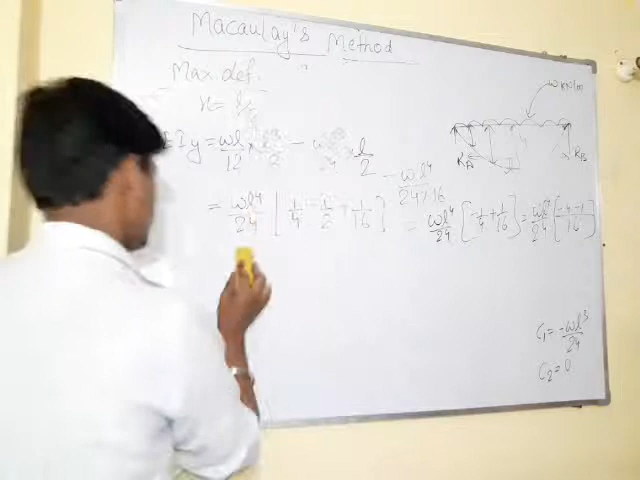 Macaulay's Method
Max. def.
w kN/m
RA
RB
Iy = wl/12
l/2
wl⁴/24×16
= wl⁴/24 [1/4 - 1/2 + 1/16]
= wl⁴/24 [-1/4 + 1/16] = wl⁴/24 [-4-1/16]
C₁ = -wl³/24
C₂ = 0